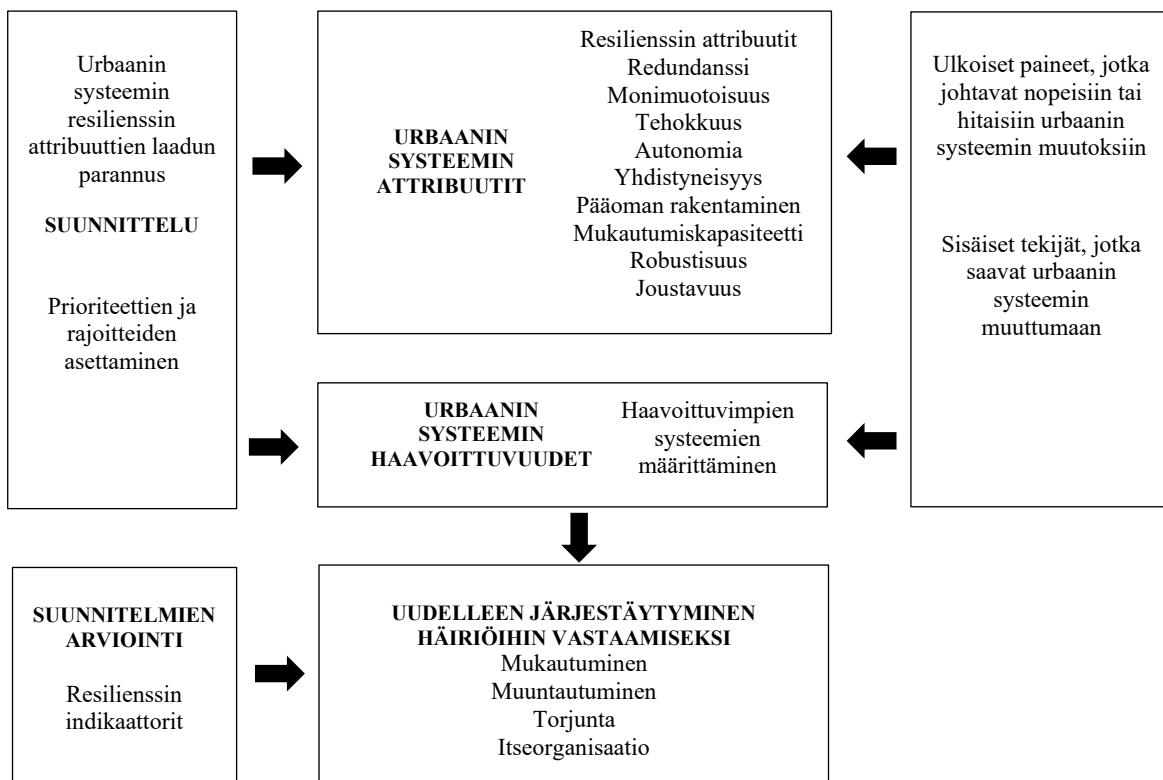 Urbaanin
systeemin
resilienssin
attribuuttien laadun
parannus
SUUNNITTELU
Prioriteettien ja
rajoitteiden
asettaminen
URBAANIN
SYSTEEMIN
ATTRIBUUTIT
Resilienssin attribuutit
Redundanssi
Monimuotoisuus
Tehokkuus
Autonomia
Yhdistyneisyys
Pääoman rakentaminen
Mukautumiskapasiteetti
Robustisuus
Joustavuus
Ulkoiset paineet, jotka
johtavat nopeisiin tai
hitaisiin urbaanin
systeemin muutoksiin
Sisäiset tekijät, jotka
saavat urbaanin
systeemin
muuttumaan
URBAANIN
SYSTEEMIN
HAAVOITTUVUUDET
Haavoittuvimpien
systeemien
määrittäminen
SUUNNITELMIEN
ARVIOINTI
Resilienssin
indikaattorit
UUDELLEEN JÄRJESTÄYTYMINEN
HÄIRIÖIHIN VASTAAMISEKSI
Mukautuminen
Muuntautuminen
Torjunta
Itseorganisaatio